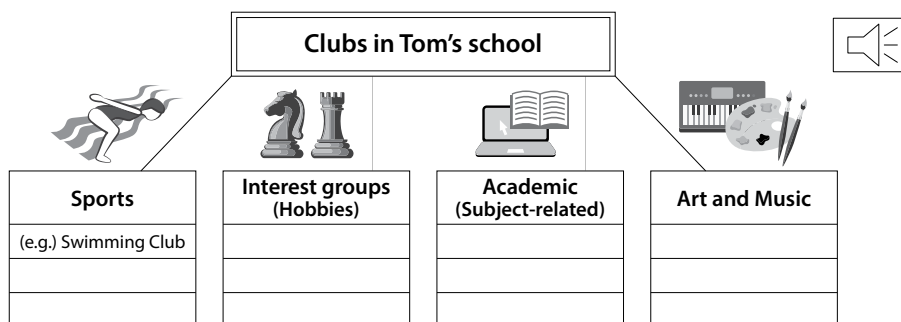 Clubs in Tom's school
Sports
Interest groups
(Hobbies)
Academic
(Subject-related)
Art and Music
(e.g.) Swimming Club